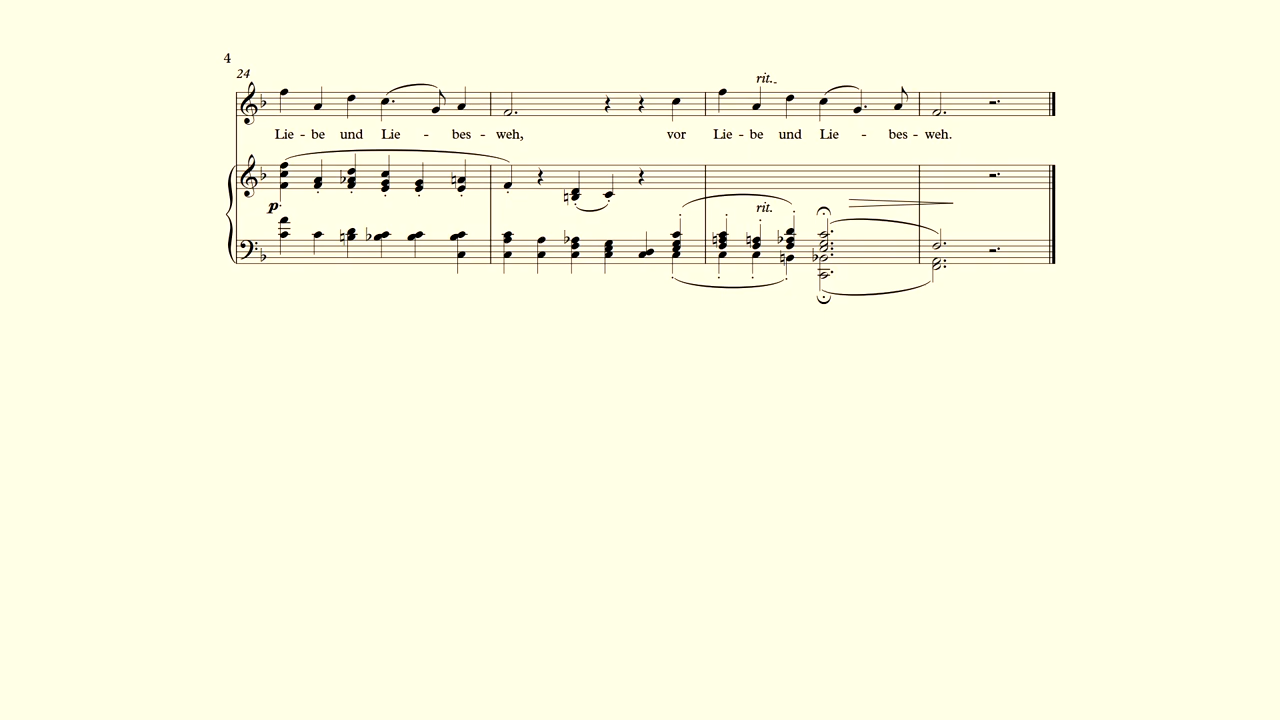 4
24
rit.
Lie - be und Lie - bes - weh, vor Lie - be und Lie - bes - weh.
p
rit.